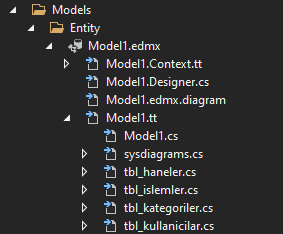 Models
Entity
Model1.edmx
Model1.Context.tt
Model1.Designer.cs
Model1.edmx.diagram
Model1.tt
Model1.cs
sysdiagrams.cs
tbl_haneler.cs
tbl_islemler.cs
tbl_kategoriler.cs
tbl_kullanicilar.cs